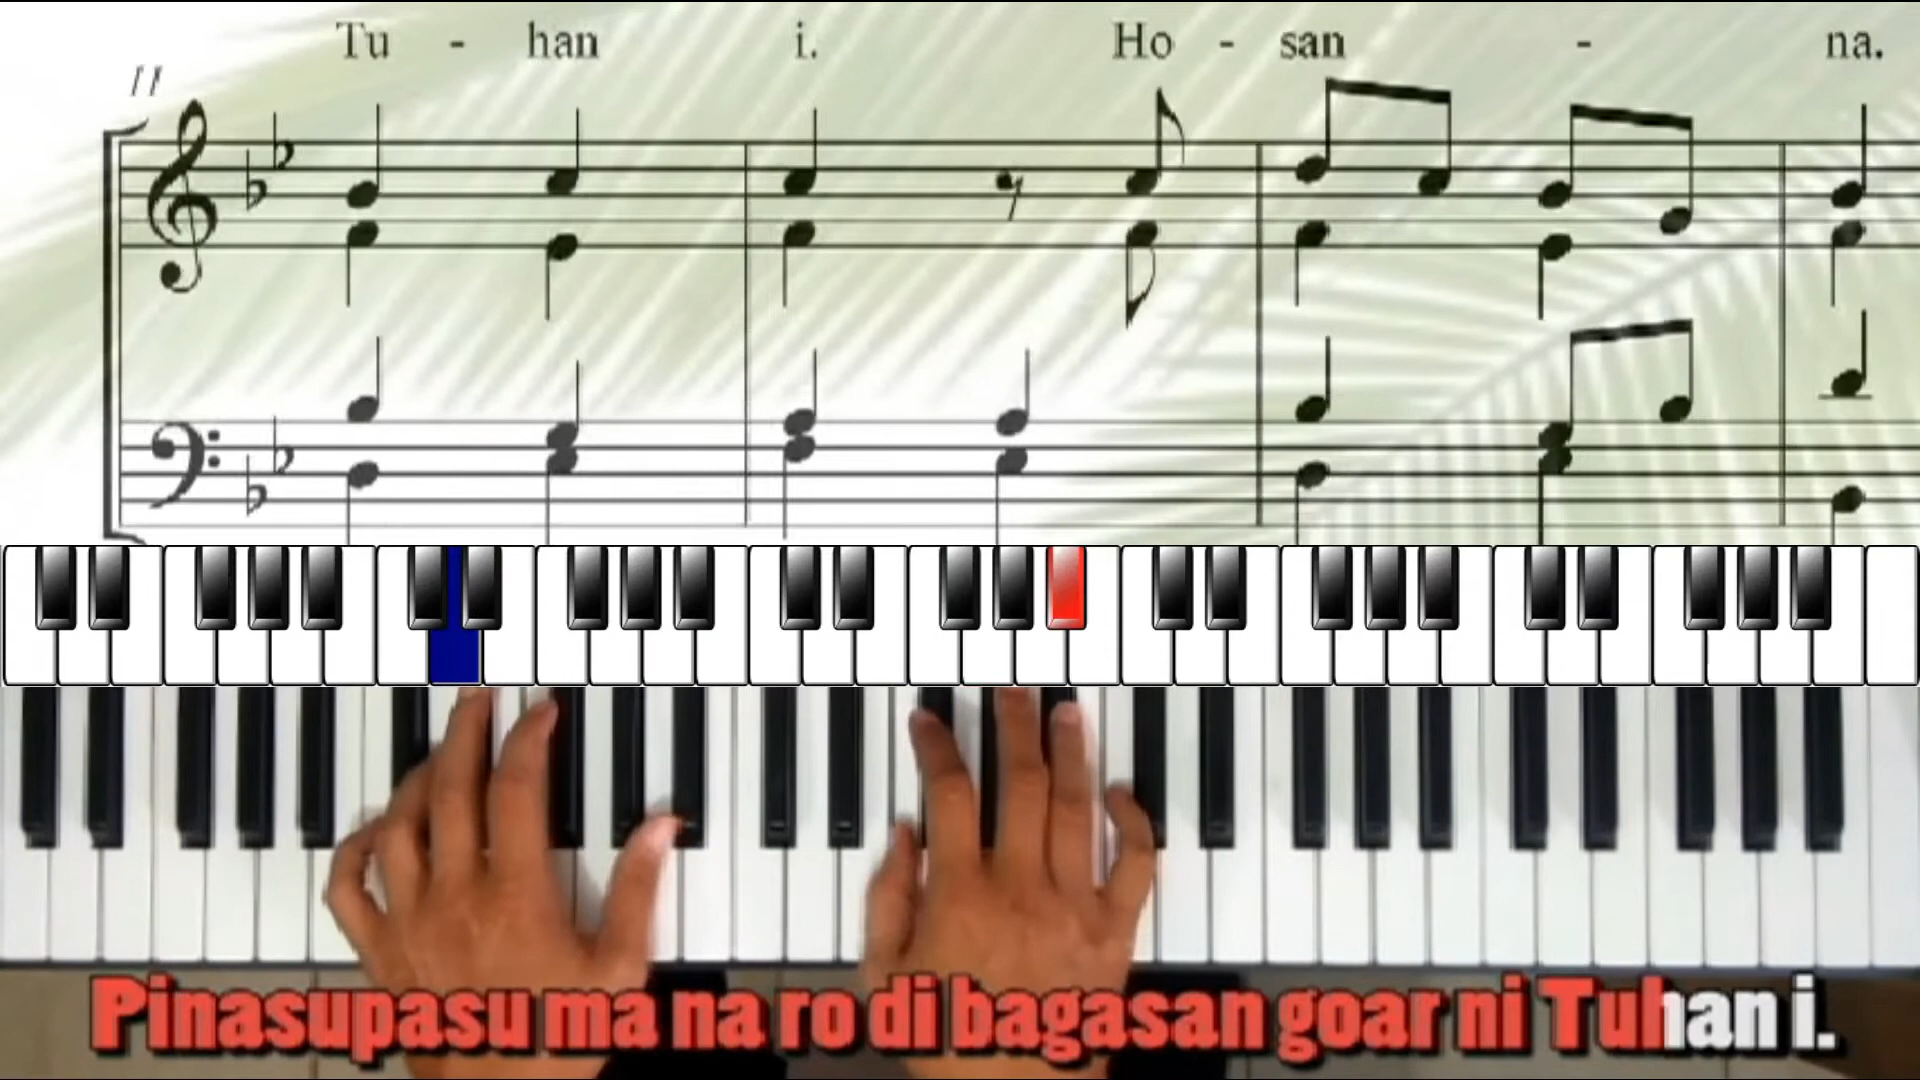 Tu - han i. Ho - san - na.
11
Pinasupasu ma na ro di bagasan goar ni Tuhan i.